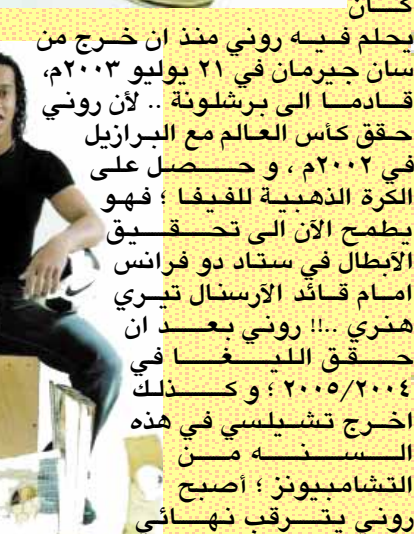 كان
يحلم فيه روني منذ ان خرج من
سان جيرمان في ٢١ يوليو ٢٠٠٣م،
قادما الى برشلونة .. لأن روني
حقق كأس العالم مع البرازيل
في ٢٠٠٢م ، و حصل على
الكرة الذهبية للفيفا ؛ فهو
يطمح الآن الى تحقيق
الآبطال في ستاد دو فرانس
امام قائد الآرسنال تيري
هنري ..!! روني بعد ان
حقق الليغا في
٢٠٠٥/٢٠٠٤ ؛ و كذلك
اخرج تشيلسي في هذه
السنه من
التشامبيونز ؛ أصبح
روني يترقب نهائي